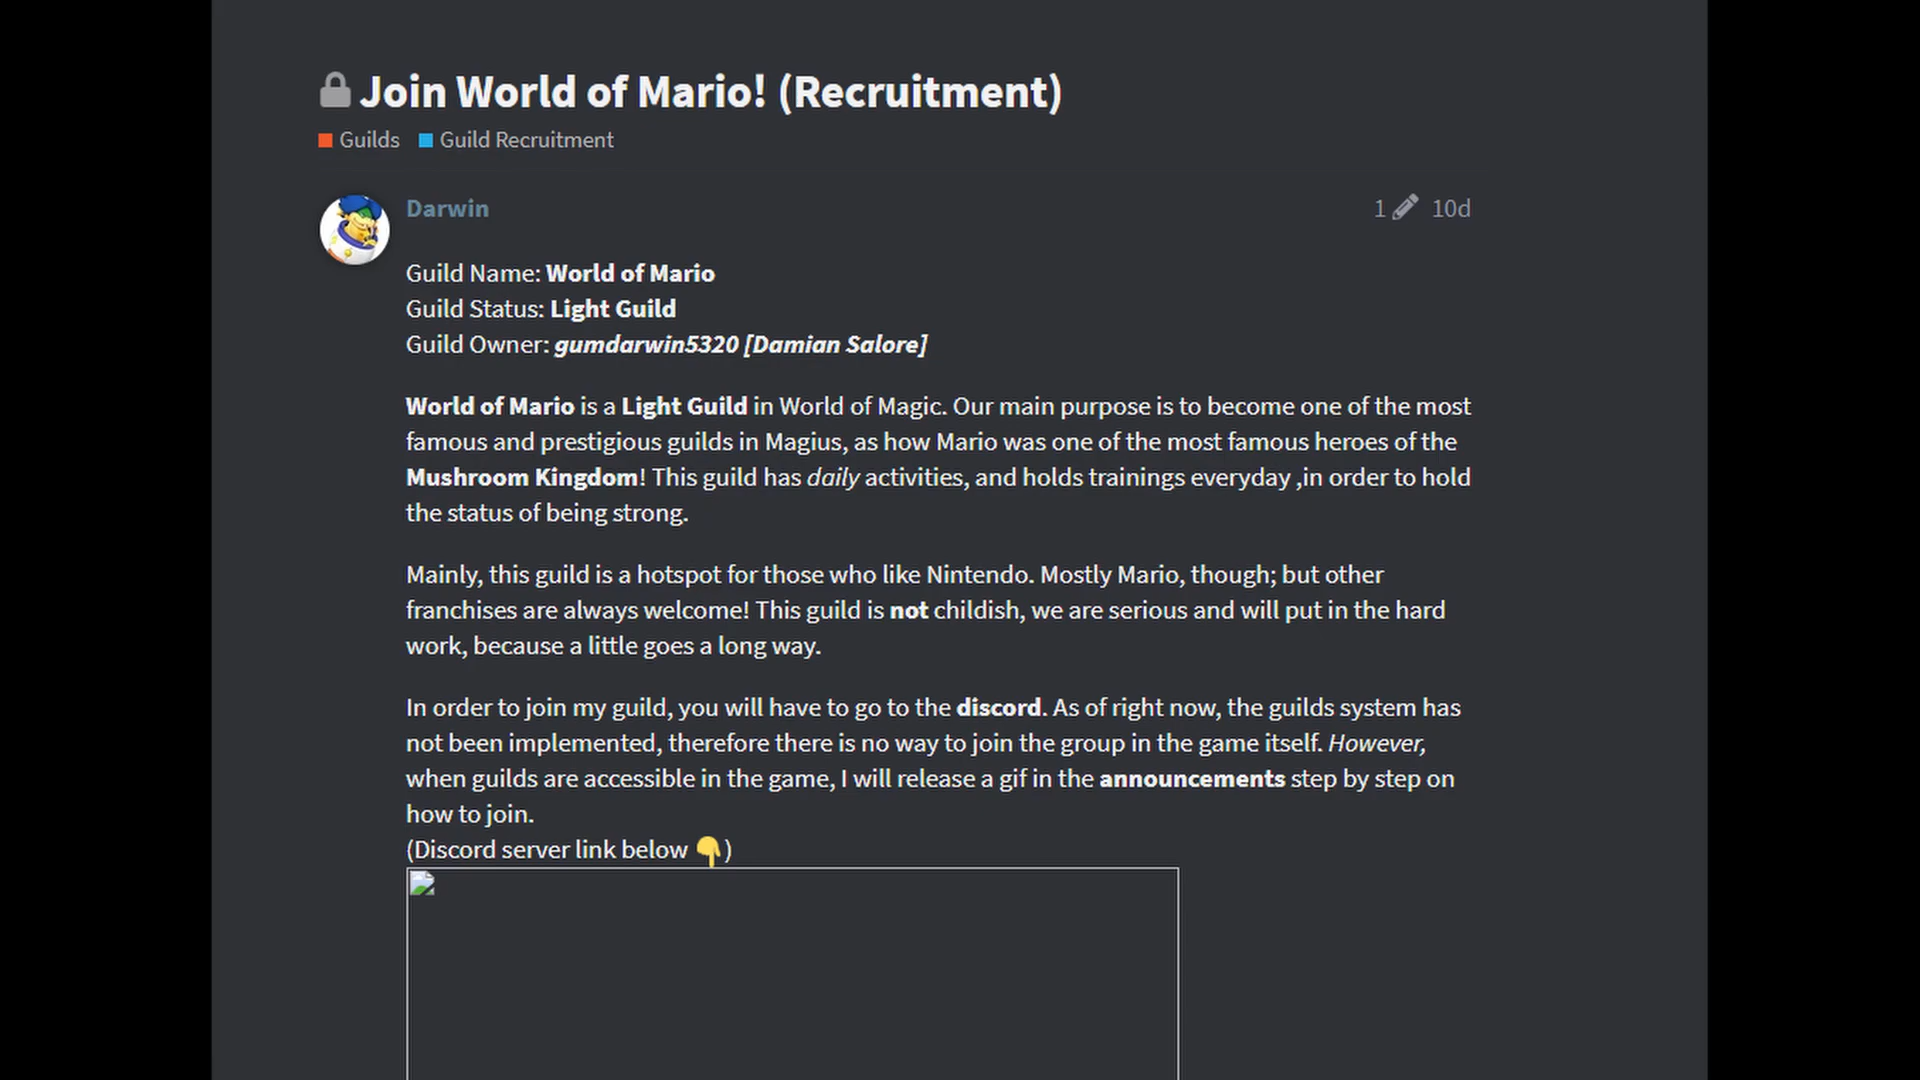 Join World of Mario! (Recruitment)
Guilds Guild Recruitment
Darwin 1 10d
Guild Name: World of Mario
Guild Status: Light Guild
Guild Owner: gumdarwin5320 [Damian Salore]
World of Mario is a Light Guild in World of Magic. Our main purpose is to become one of the most
famous and prestigious guilds in Magius, as how Mario was one of the most famous heroes of the
Mushroom Kingdom! This guild has daily activities, and holds trainings everyday ,in order to hold
the status of being strong.
Mainly, this guild is a hotspot for those who like Nintendo. Mostly Mario, though; but other
franchises are always welcome! This guild is not childish, we are serious and will put in the hard
work, because a little goes a long way.
In order to join my guild, you will have to go to the discord. As of right now, the guilds system has
not been implemented, therefore there is no way to join the group in the game itself. However,
when guilds are accessible in the game, I will release a gif in the announcements step by step on
how to join.
(Discord server link below 👇)